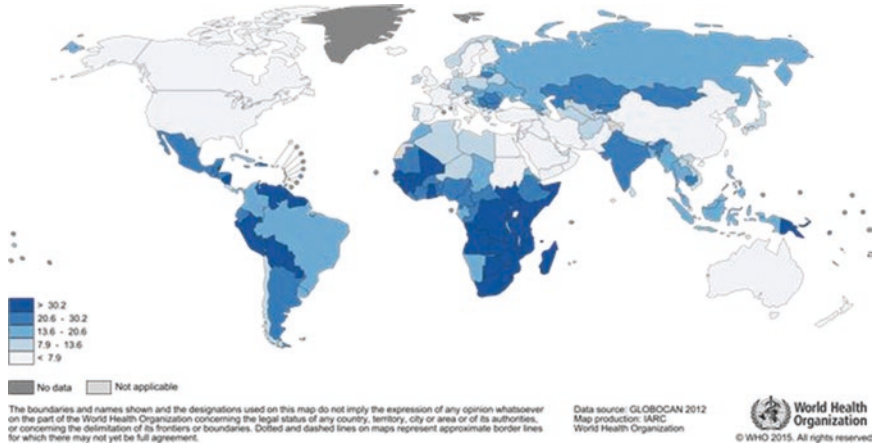 > 30.2
20.6 - 30.2
13.6 - 20.6
7.9 - 13.6
< 7.9
No data Not applicable
The boundaries and names shown and the designations used on this map do not imply the expression of any opinion whatsoever
on the part of the World Health Organization concerning the legal status of any country, territory, city or area or of its authorities,
or concerning the delimitation of its frontiers or boundaries. Dotted and dashed lines on maps represent approximate border lines
for which there may not yet be full agreement.
Data source: GLOBOCAN 2012
Map production: IARC
World Health Organization
World Health
Organization
© WHO 2015. All rights reserved